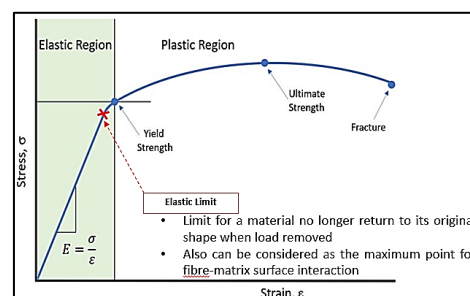 Elastic Region
Plastic Region
Ultimate
Strength
Fracture
Yield
Strength
Stress, σ
Elastic Limit
E = σ/ε
• Limit for a material no longer return to its origina
shape when load removed
• Also can be considered as the maximum point fo
fibre-matrix surface interaction
Strain, ε